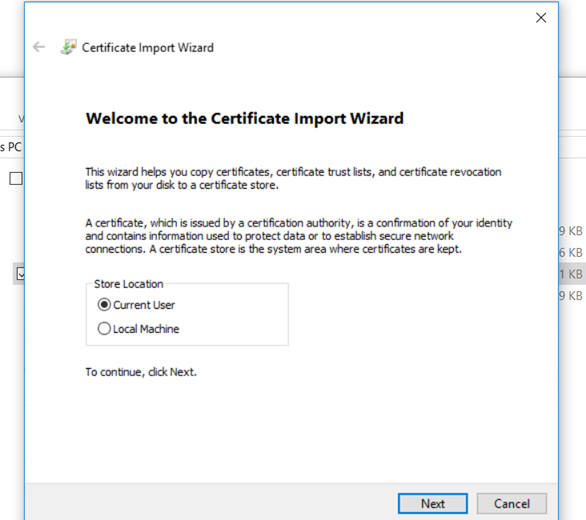 Certificate Import Wizard
Welcome to the Certificate Import Wizard
s PC
This wizard helps you copy certificates, certificate trust lists, and certificate revocation
lists from your disk to a certificate store.
A certificate, which is issued by a certification authority, is a confirmation of your identity
and contains information used to protect data or to establish secure network
connections. A certificate store is the system area where certificates are kept.
9 KB
6 KB
1 KB
9 KB
Store Location
Current User
Local Machine
To continue, click Next.
Next Cancel